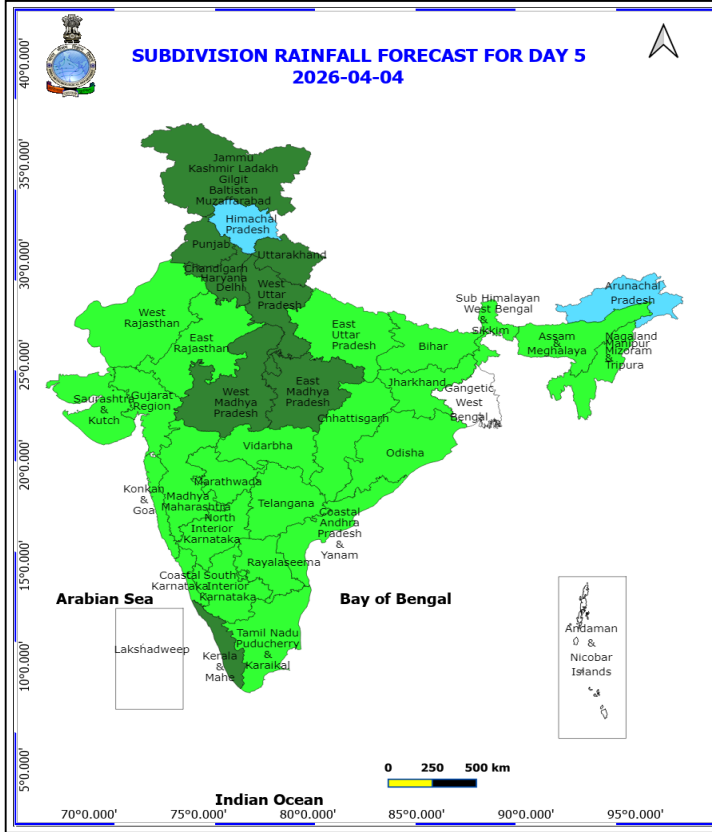 SUBDIVISION RAINFALL FORECAST FOR DAY 5
2026-04-04
40°0.000'
35°0.000'
30°0.000'
25°0.000'
20°0.000'
15°0.000'
10°0.000'
5°0.000'
Jammu
Kashmir Ladakh
Gilgit
Baltistan
Muzaffarabad
Himachal
Pradesh
Punjab
Uttarakhand
Chandigarh
Haryana
Delhi
West
Uttar
Pradesh
West
Rajasthan
East
Rajasthan
East
Uttar
Pradesh
Bihar
Sub Himalayan
West Bengal
&
Sikkim
Arunachal
Pradesh
Assam
&
Meghalaya
Nagaland
Manipur
Mizoram
&
Tripura
Saurashtra
&
Kutch
Gujarat
Region
West
Madhya
Pradesh
East
Madhya
Pradesh
Jharkhand
Gangetic
West
Bengal
Chhattisgarh
Odisha
Vidarbha
Konkan
&
Goa
Madhya
Maharashtra
Marathwada
Telangana
North
Interior
Karnataka
Coastal
Andhra
Pradesh
&
Yanam
Rayalaseema
Coastal
Karnataka
South
Interior
Karnataka
Arabian Sea
Bay of Bengal
Lakshadweep
Kerala
&
Mahe
Tamil Nadu
Puducherry
&
Karaikal
Andaman
&
Nicobar
Islands
0 250 500 km
Indian Ocean
70°0.000' 75°0.000' 80°0.000' 85°0.000' 90°0.000' 95°0.000'